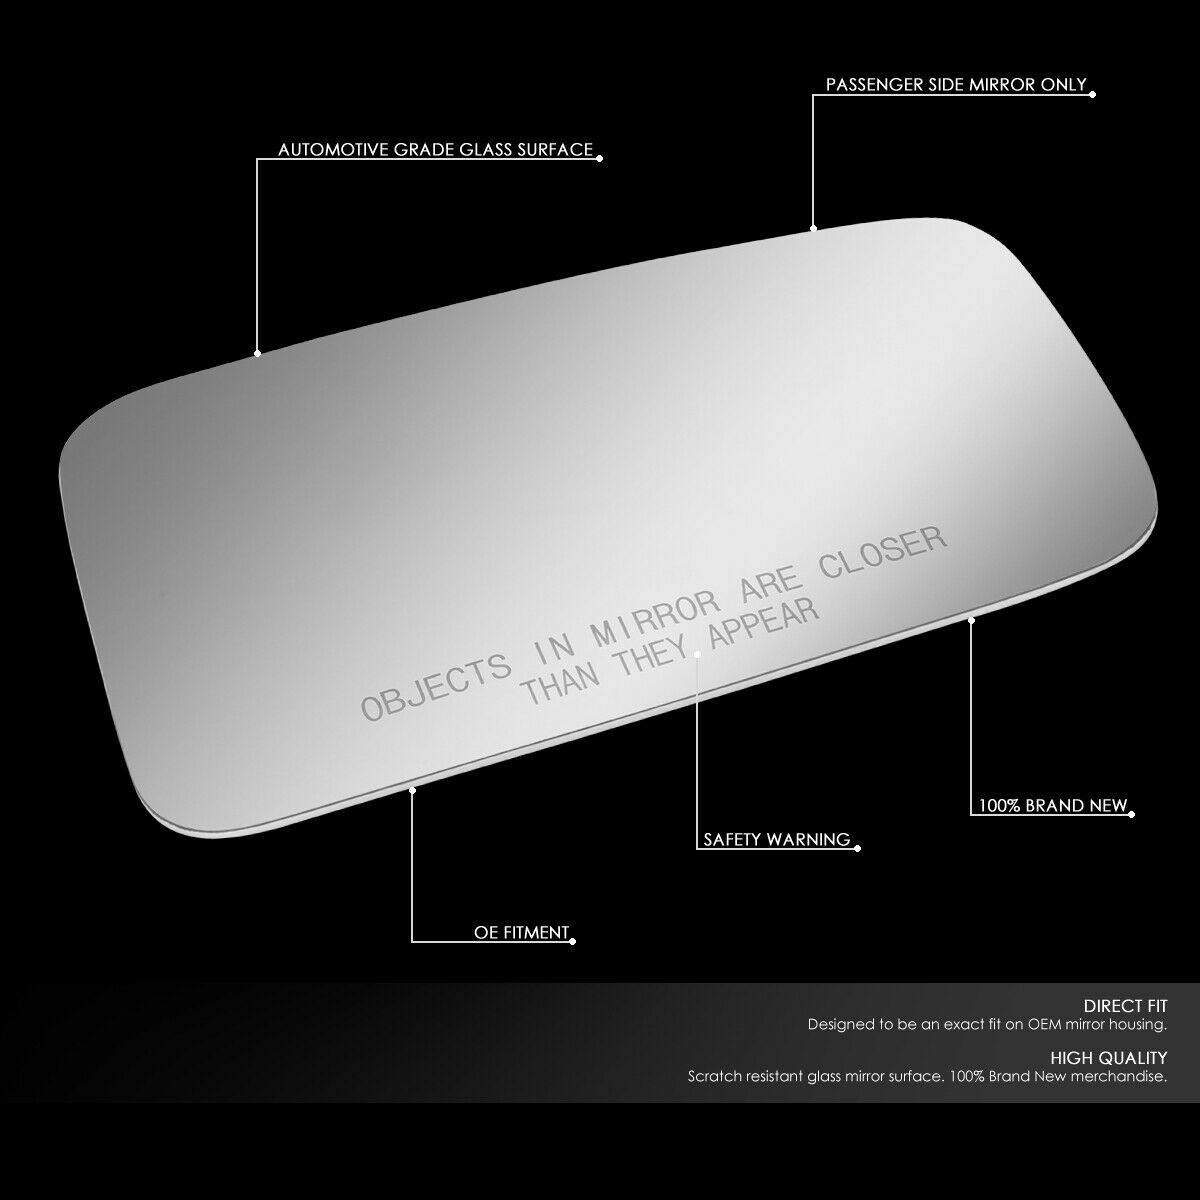 PASSENGER SIDE MIRROR ONLY
AUTOMOTIVE GRADE GLASS SURFACE
OBJECTS IN MIRROR ARE CLOSER
THAN THEY APPEAR
100% BRAND NEW
SAFETY WARNING
OE FITMENT
DIRECT FIT
Designed to be an exact fit on OEM mirror housing.
HIGH QUALITY
Scratch resistant glass mirror surface. 100% Brand New merchandise.